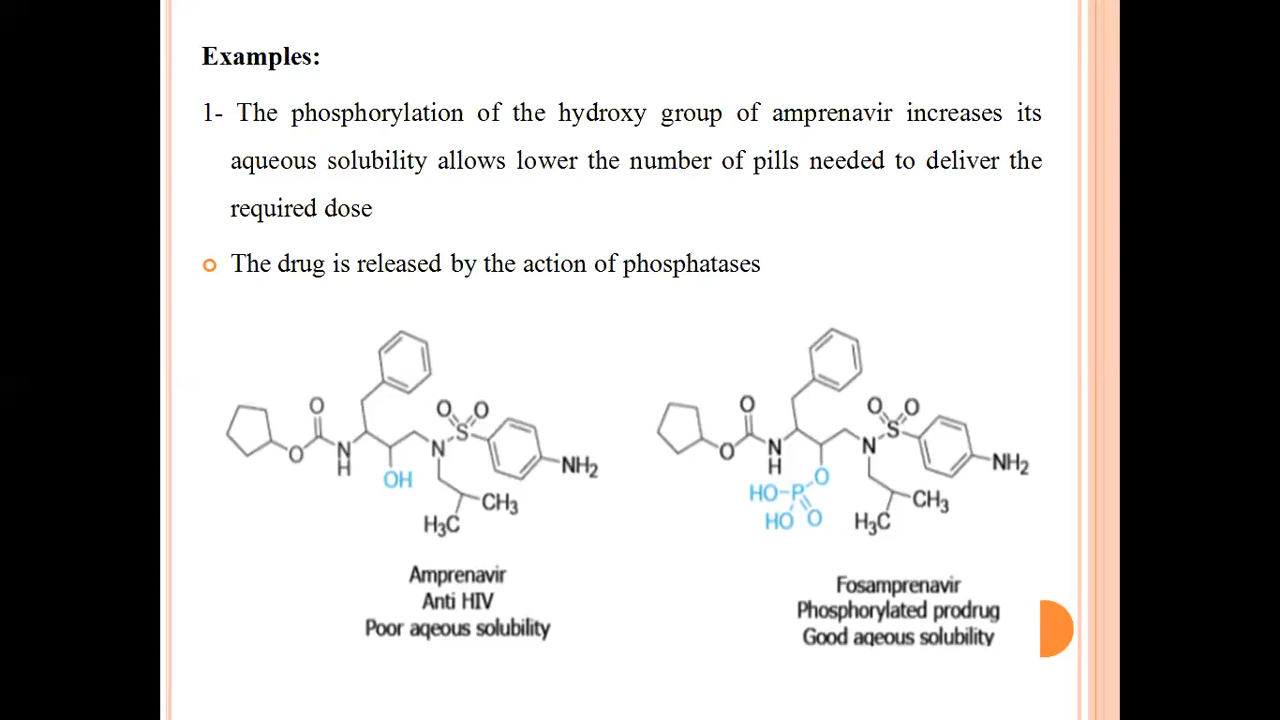 Examples:
1- The phosphorylation of the hydroxy group of amprenavir increases its
aqueous solubility allows lower the number of pills needed to deliver the
required dose
The drug is released by the action of phosphatases
O
O
N
H
OH
N
S
O O
NH2
CH3
H3C
Amprenavir
Anti HIV
Poor aqeous solubility
O
O
N
H
O
HO-P
HO O
N
S
O O
NH2
CH3
H3C
Fosamprenavir
Phosphorylated prodrug
Good aqeous solubility